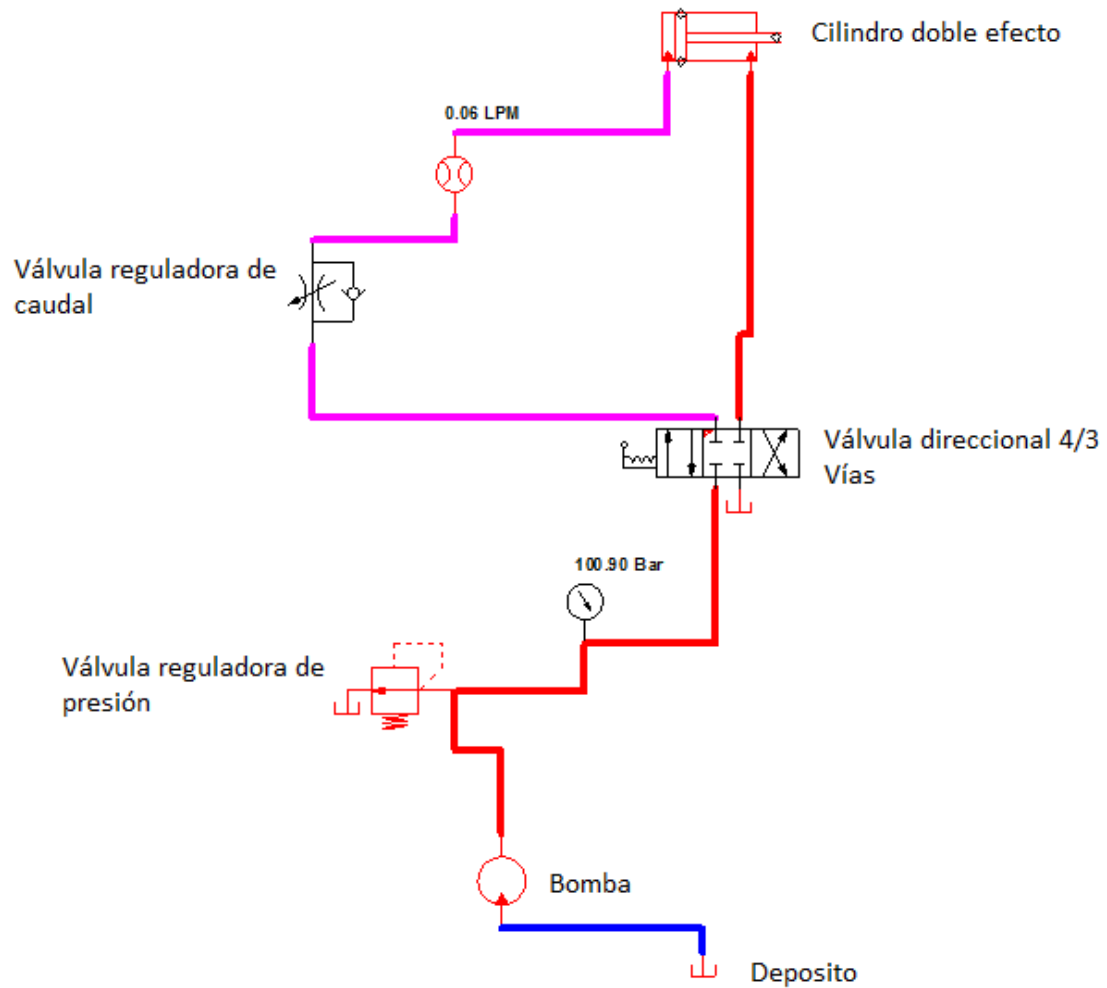 Cilindro doble efecto
0.06 LPM
Válvula reguladora de
caudal
Válvula direccional 4/3
Vías
100.90 Bar
Válvula reguladora de
presión
Bomba
Deposito